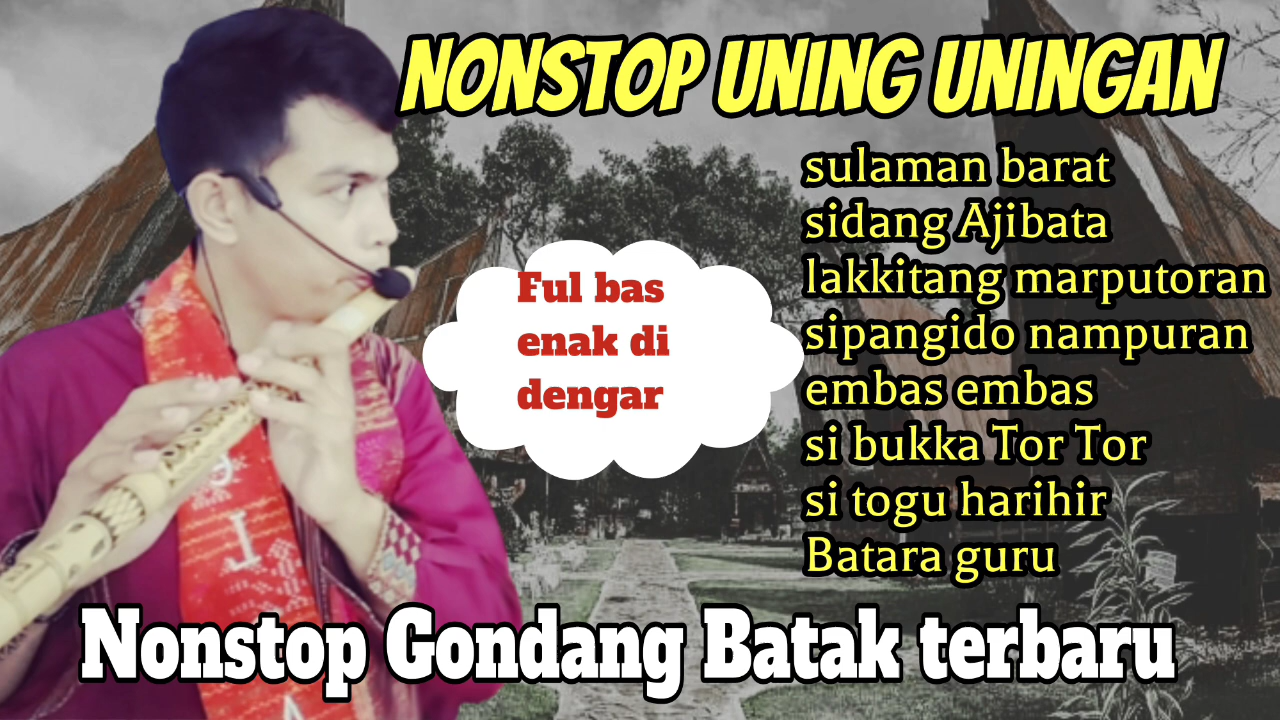 NONSTOP UNING UNINGAN
sulaman barat
sidang Ajibata
lakkitang marputoran
sipangido nampuran
embas embas
si bukka Tor Tor
si togu harihir
Batara guru
Ful bas
enak di
dengar
Nonstop Gondang Batak terbaru